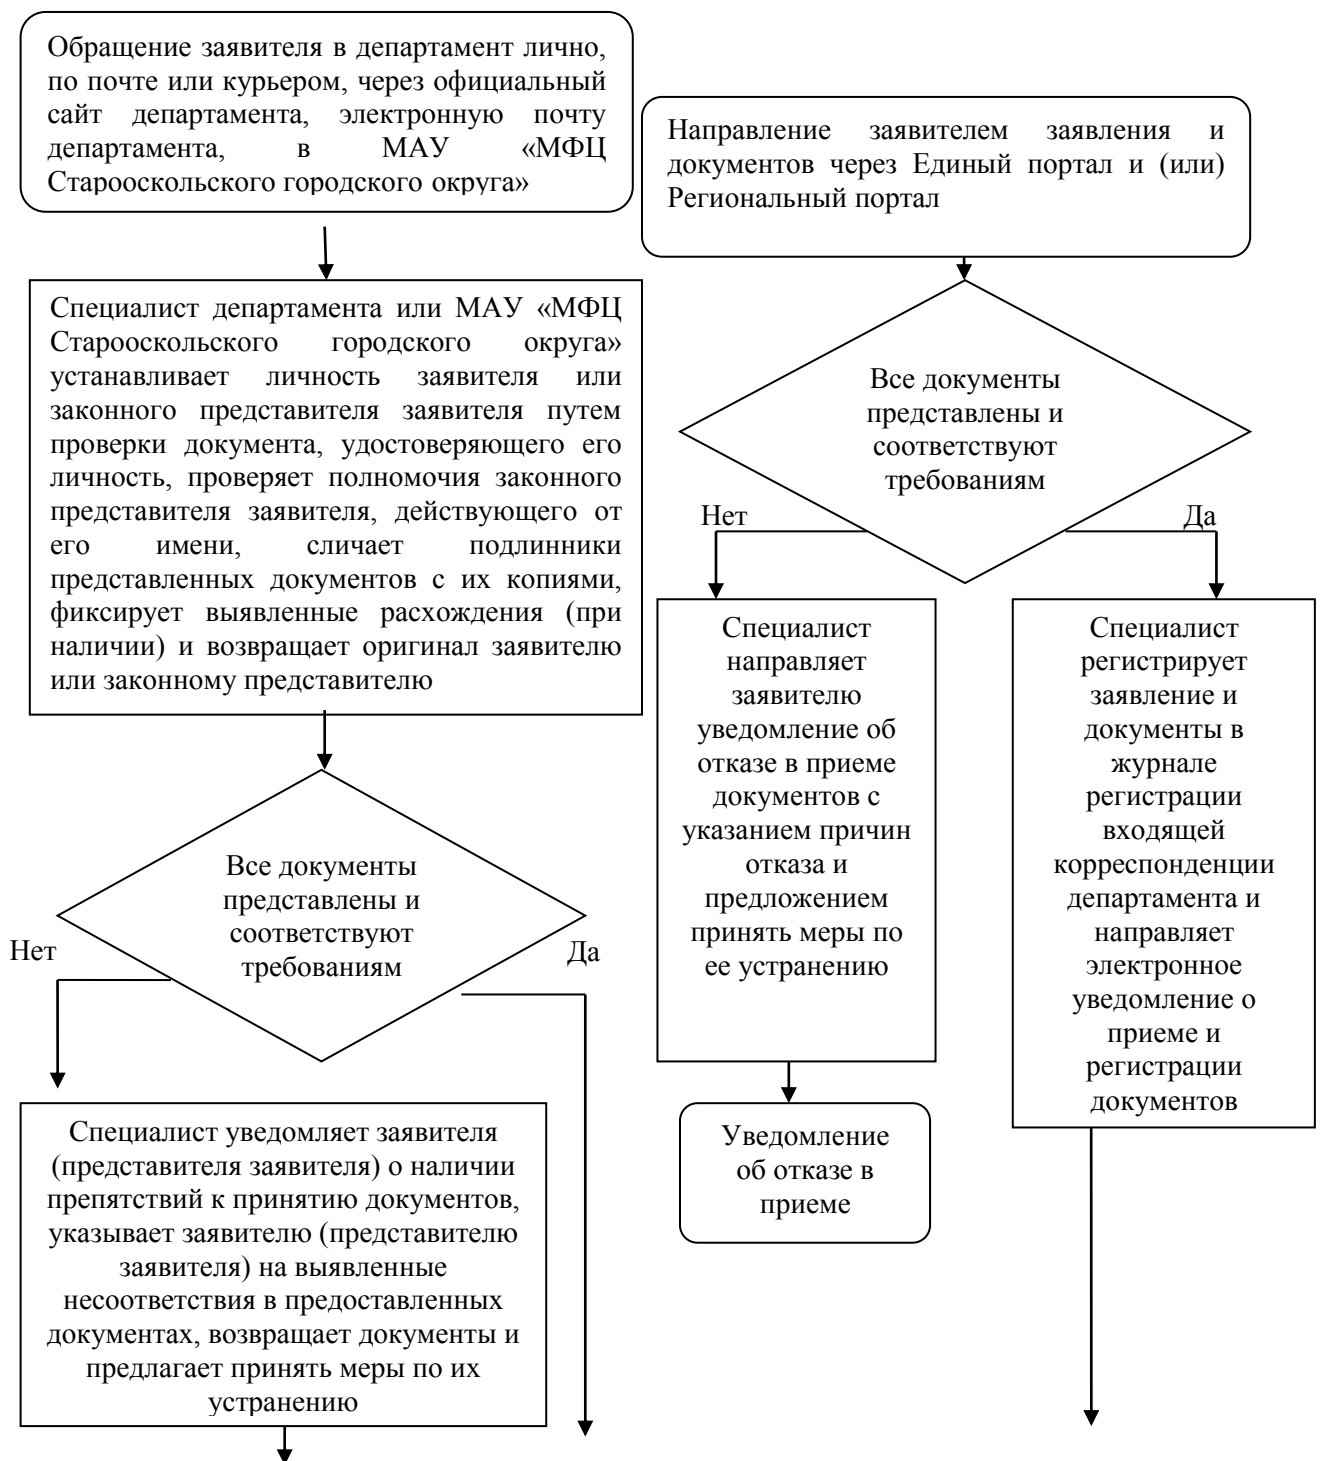 Обращение заявителя в департамент лично,
по почте или курьером, через официальный
сайт департамента, электронную почту
департамента, в МАУ «МФЦ
Старооскольского городского округа»
Направление заявителем заявления и
документов через Единый портал и (или)
Региональный портал
Специалист департамента или МАУ «МФЦ
Старооскольского городского округа»
устанавливает личность заявителя или
законного представителя заявителя путем
проверки документа, удостоверяющего его
личность, проверяет полномочия законного
представителя заявителя, действующего от
его имени, сличает подлинники
представленных документов с их копиями,
фиксирует выявленные расхождения (при
наличии) и возвращает оригинал заявителю
или законному представителю
Все документы
представлены и
соответствуют
требованиям
Нет
Да
Специалист
направляет
заявителю
уведомление об
отказе в приеме
документов с
указанием причин
отказа и
предложением
принять меры по
ее устранению
Специалист
регистрирует
заявление и
документы в
журнале
регистрации
входящей
корреспонденции
департамента и
направляет
электронное
уведомление о
приеме и
регистрации
документов
Все документы
представлены и
соответствуют
требованиям
Нет
Да
Специалист уведомляет заявителя
(представителя заявителя) о наличии
препятствий к принятию документов,
указывает заявителю (представителю
заявителя) на выявленные
несоответствия в предоставленных
документах, возвращает документы и
предлагает принять меры по их
устранению
Уведомление
об отказе в
приеме